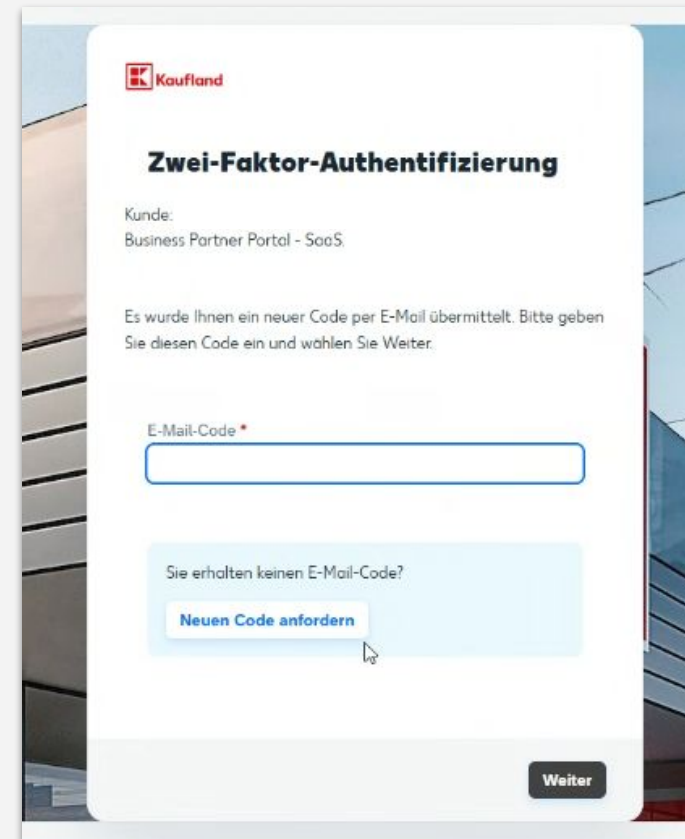 Kaufland
Zwei-Faktor-Authentifizierung
Kunde:
Business Partner Portal - SaaS
Es wurde Ihnen ein neuer Code per E-Mail übermittelt. Bitte geben
Sie diesen Code ein und wählen Sie Weiter.
E-Mail-Code *
Sie erhalten keinen E-Mail-Code?
Neuen Code anfordern
Weiter